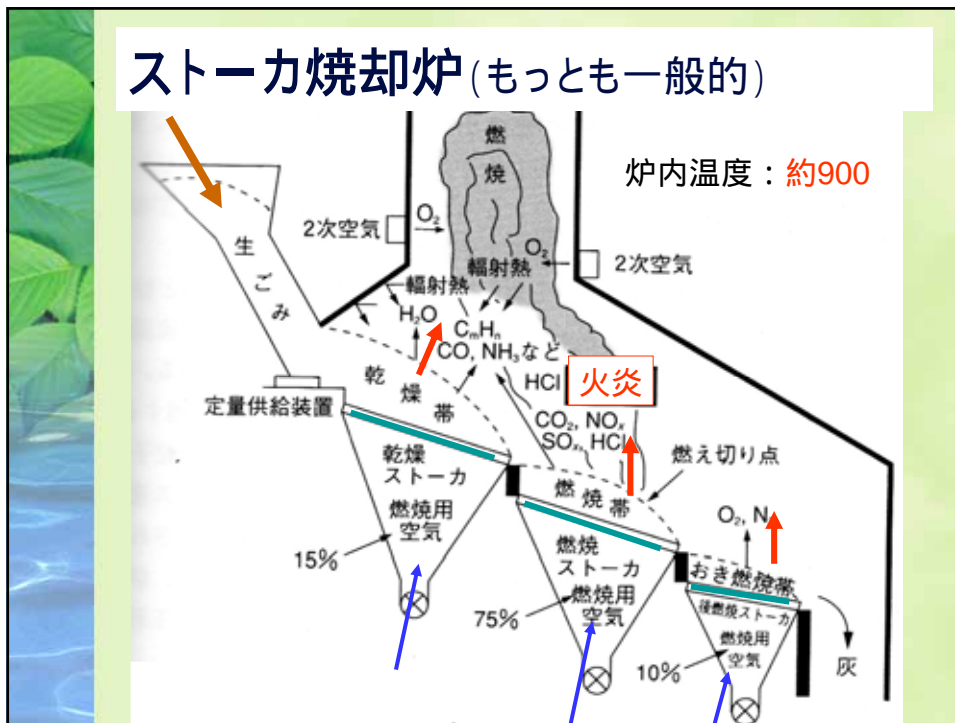 ストーカ焼却炉(もっとも一般的)
炉内温度：約900
燃
焼
O₂
2次空気
O₂
2次空気
輻射熱
輻射熱
生
ご
み
H₂O
CₘHₙ
CO, NH₃など
HCl
火炎
乾
燥
帯
定量供給装置
CO₂, NOₓ
SOₓ, HCl
燃え切り点
乾燥
ストーカ
燃焼用
空気
15%
燃
焼
帯
O₂, N
燃焼
ストーカ
燃焼用
空気
75%
おき燃焼帯
後燃焼ストーカ
燃焼用
空気
10%
灰